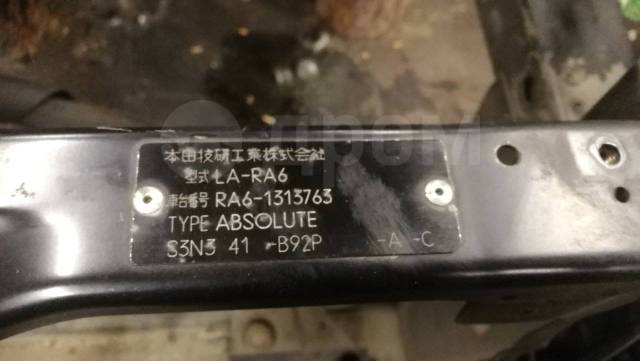 本田技研工業株式会社
型式 LA-RA6
車台番号 RA6-1313763
TYPE ABSOLUTE
S3N3 41 -B92P -A -C
дром